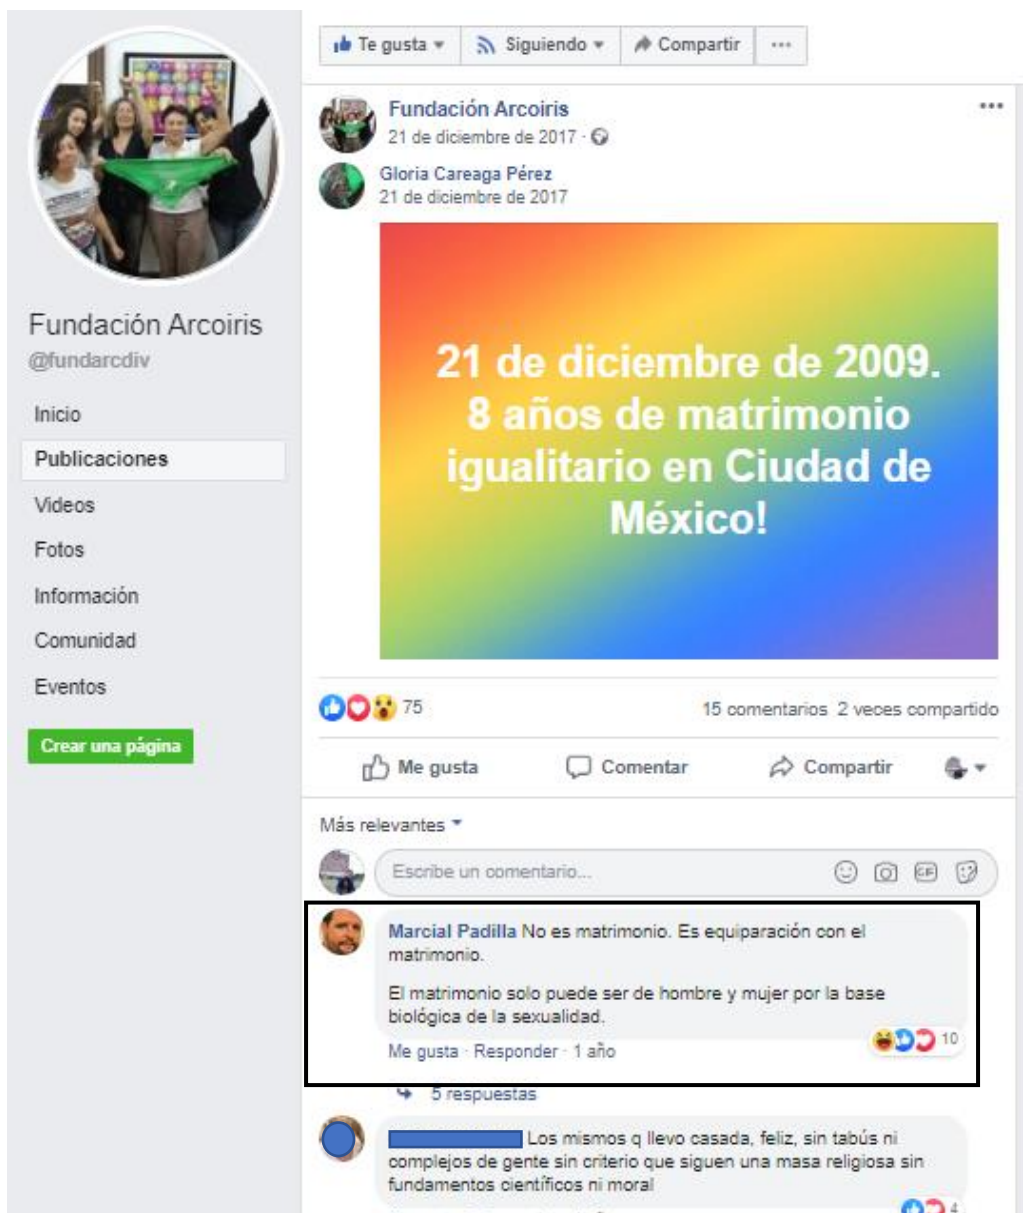 Te gusta
Siguiendo
Compartir
Fundación Arcoiris
21 de diciembre de 2017
Gloria Careaga Pérez
21 de diciembre de 2017
21 de diciembre de 2009.
8 años de matrimonio
igualitario en Ciudad de
México!
Fundación Arcoiris
@fundarcdiv
Inicio
Publicaciones
Videos
Fotos
Información
Comunidad
Eventos
Crear una página
75
15 comentarios 2 veces compartido
Me gusta
Comentar
Compartir
Más relevantes
Escribe un comentario...
GIF
Marcial Padilla No es matrimonio. Es equiparación con el
matrimonio.
El matrimonio solo puede ser de hombre y mujer por la base
biológica de la sexualidad.
10
Me gusta · Responder · 1 año
5 respuestas
Los mismos q llevo casada, feliz, sin tabús ni
complejos de gente sin criterio que siguen una masa religiosa sin
fundamentos científicos ni moral
4